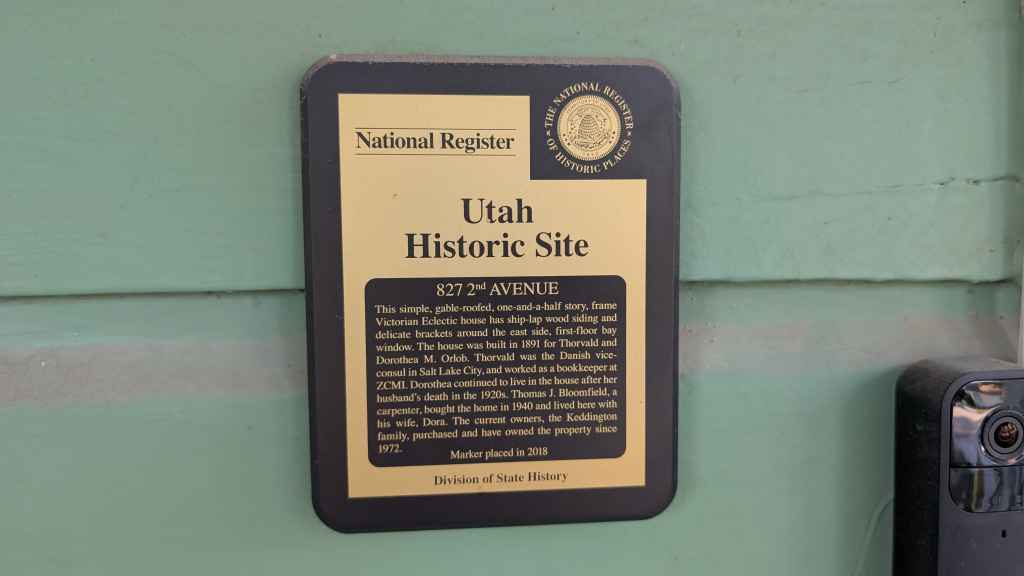 National Register
THE NATIONAL REGISTER
OF HISTORIC PLACES
Utah
Historic Site
827 2nd AVENUE
This simple, gable-roofed, one-and-a-half story, frame
Victorian Eclectic house has ship-lap wood siding and
delicate brackets around the east side, first-floor bay
window. The house was built in 1891 for Thorvald and
Dorothea M. Orlob. Thorvald was the Danish vice-
consul in Salt Lake City, and worked as a bookkeeper at
ZCMI. Dorothea continued to live in the house after her
husband's death in the 1920s. Thomas J. Bloomfield, a
carpenter, bought the home in 1940 and lived here with
his wife, Dora. The current owners, the Keddington
family, purchased and have owned the property since
1972.
Marker placed in 2018
Division of State History